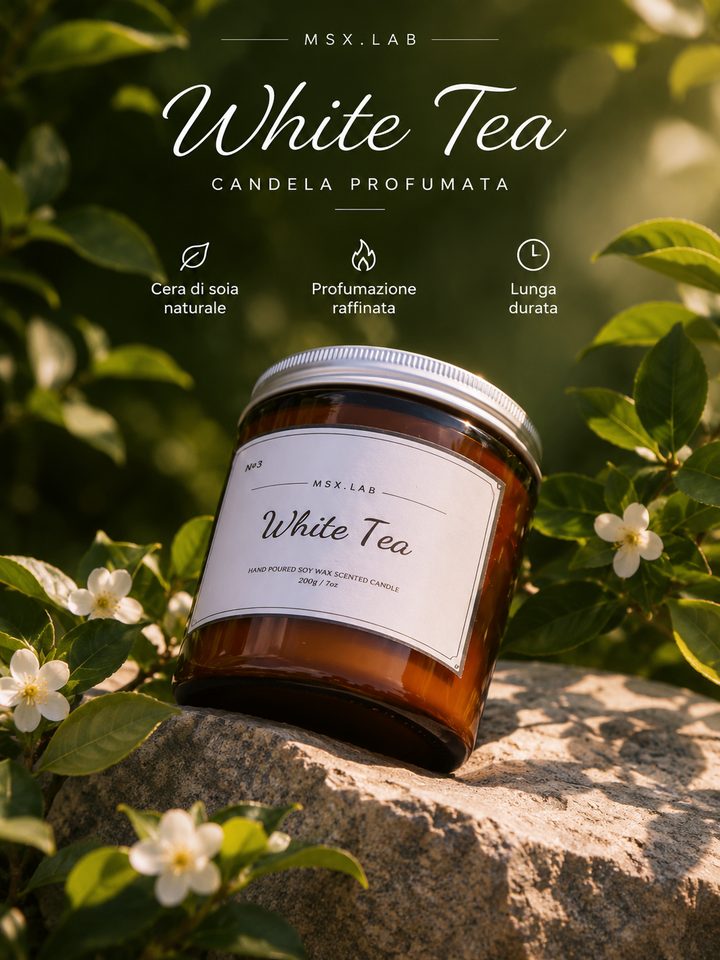 MSX.LAB
White Tea
CANDELA PROFUMATA
Cera di soia
naturale
Profumazione
raffinata
Lunga
durata
Nº3
MSX.LAB
White Tea
HAND POURED SOY WAX SCENTED CANDLE
200g / 7oz